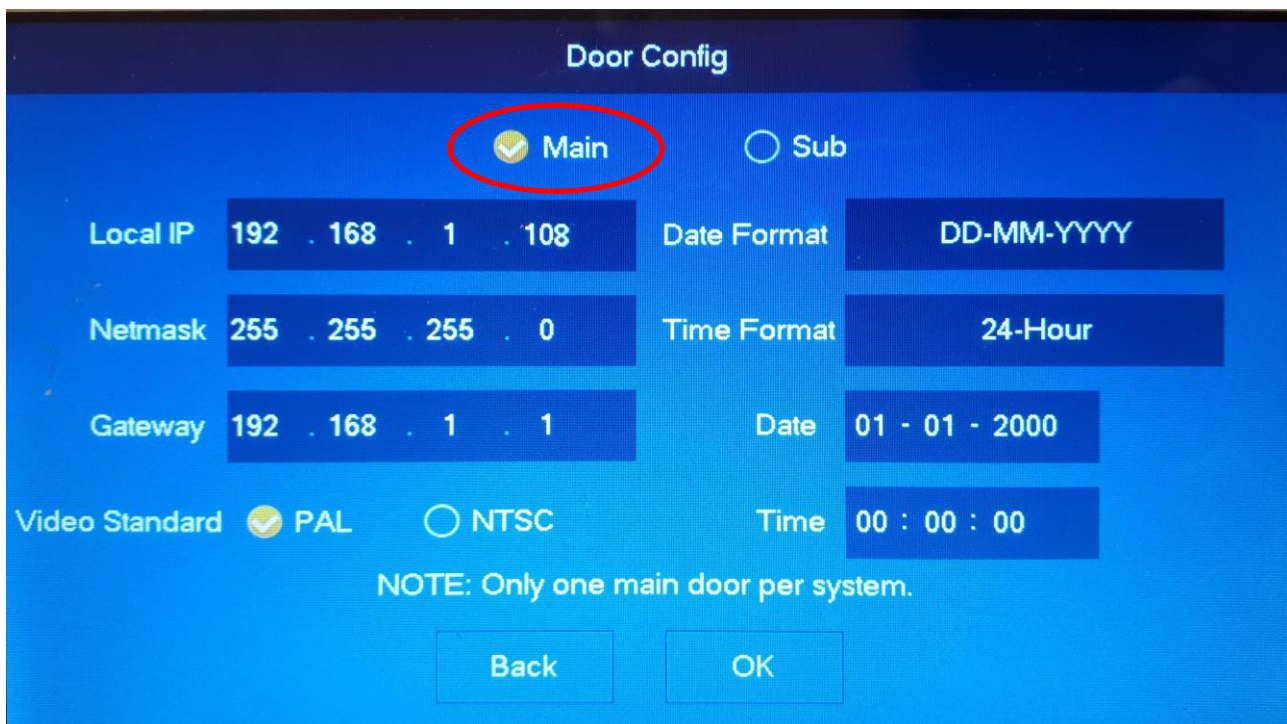 Door Config
Main Sub
Local IP 192 . 168 . 1 . 108 Date Format DD-MM-YYYY
Netmask 255 . 255 . 255 . 0 Time Format 24-Hour
Gateway 192 . 168 . 1 . 1 Date 01 - 01 - 2000
Video Standard PAL NTSC Time 00 : 00 : 00
NOTE: Only one main door per system.
Back OK